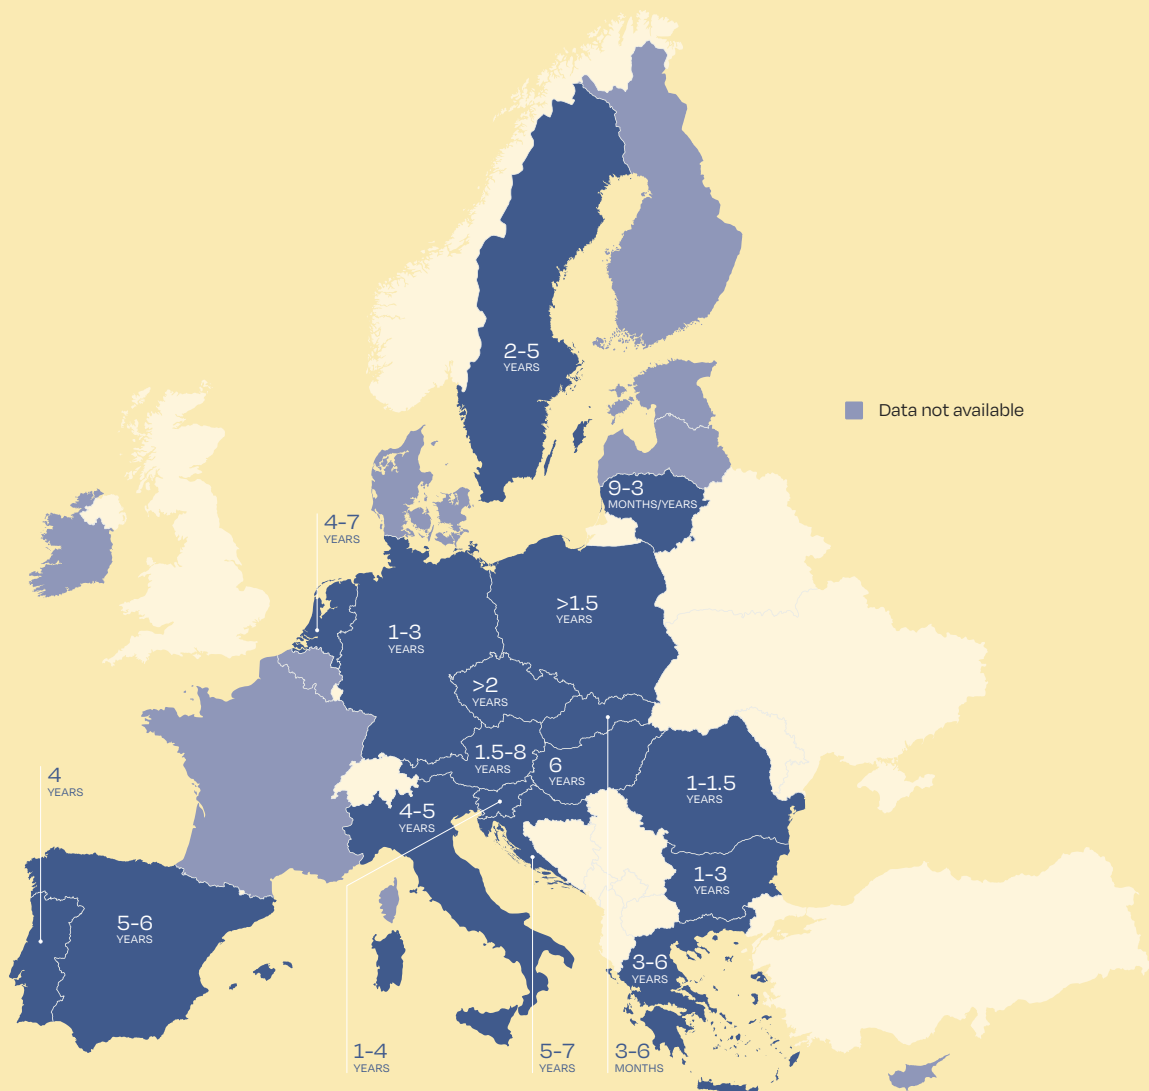 2-5
YEARS
Data not available
9-3
MONTHS/YEARS
4-7
YEARS
>1.5
YEARS
1-3
YEARS
>2
YEARS
1.5-8
YEARS
6
YEARS
4
YEARS
1-1.5
YEARS
4-5
YEARS
1-3
YEARS
5-6
YEARS
3-6
YEARS
1-4
YEARS
5-7
YEARS
3-6
MONTHS